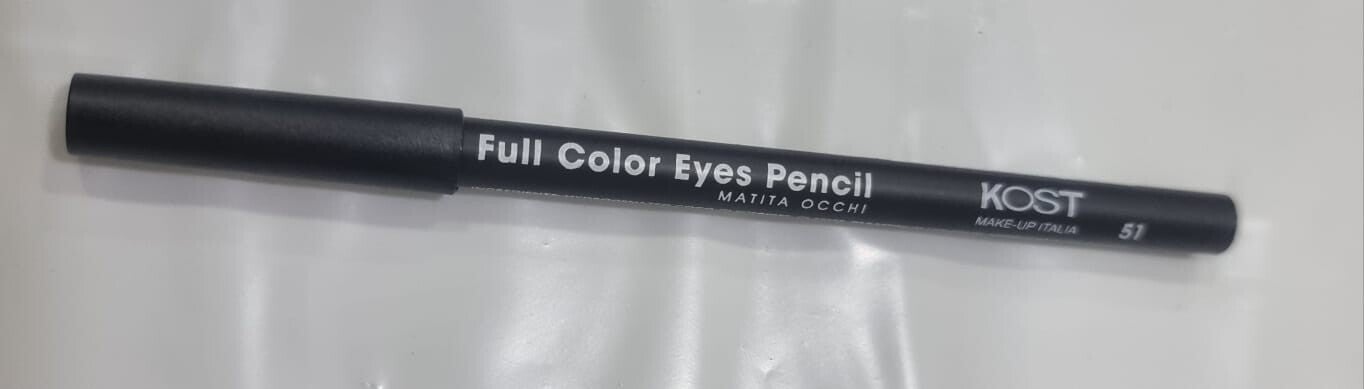 Full Color Eyes Pencil
MATITA OCCHI
KOST
MAKE-UP ITALIA
51